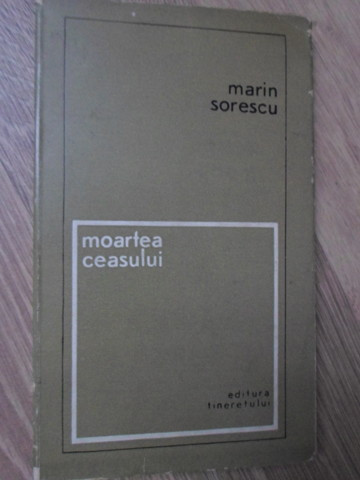 marin
sorescu
moartea
ceasului
editura
tineretului